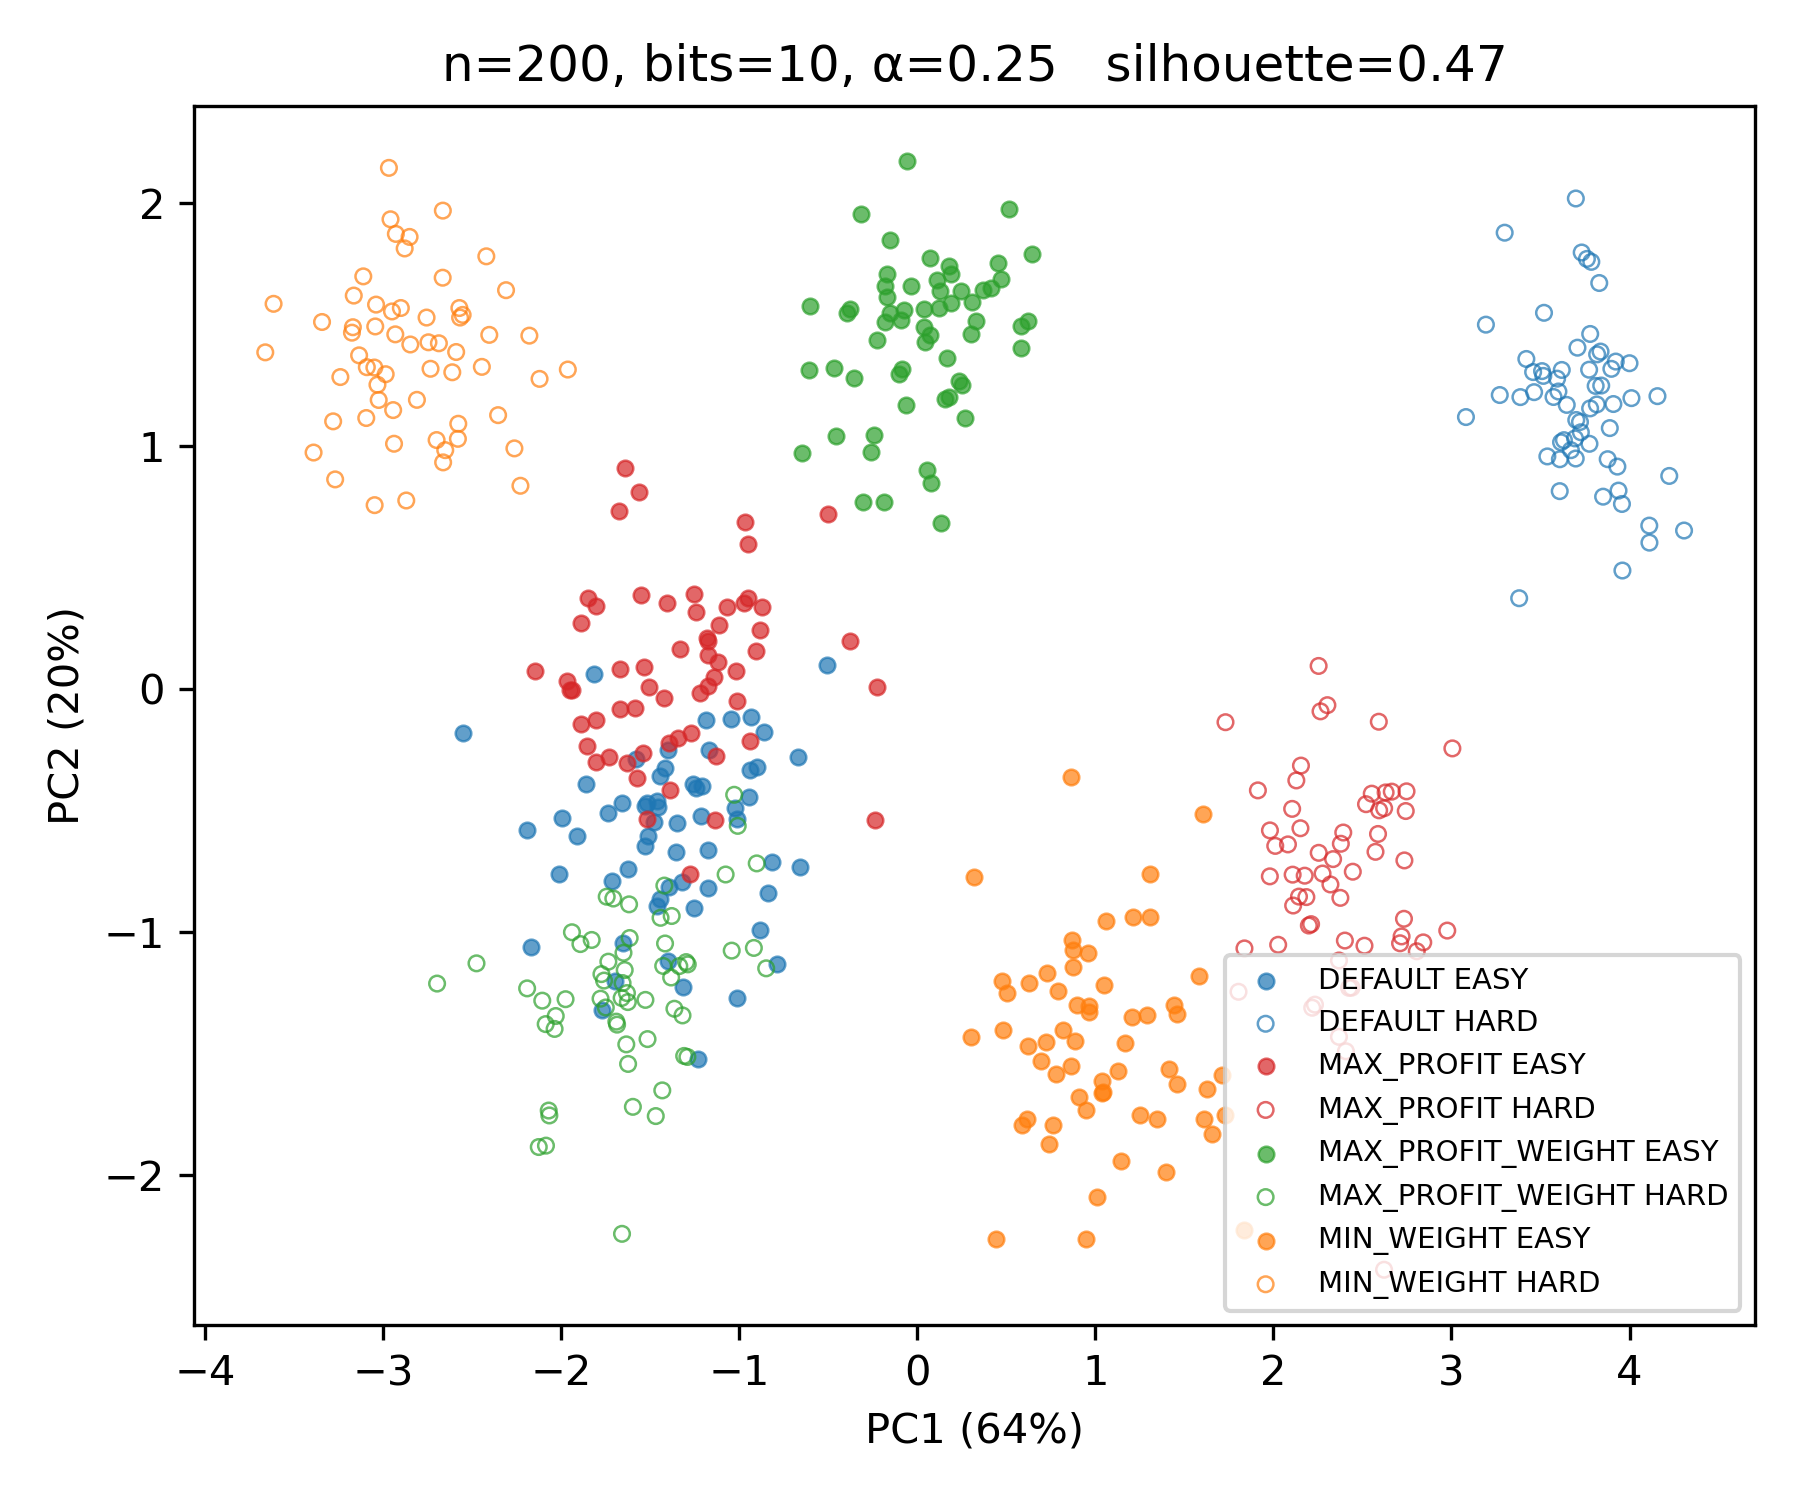 n=200, bits=10, α=0.25   silhouette=0.47
PC2 (20%)
2
1
0
−1
−2
−4
−3
−2
−1
0
1
2
3
4
PC1 (64%)
DEFAULT EASY
DEFAULT HARD
MAX_PROFIT EASY
MAX_PROFIT HARD
MAX_PROFIT_WEIGHT EASY
MAX_PROFIT_WEIGHT HARD
MIN_WEIGHT EASY
MIN_WEIGHT HARD